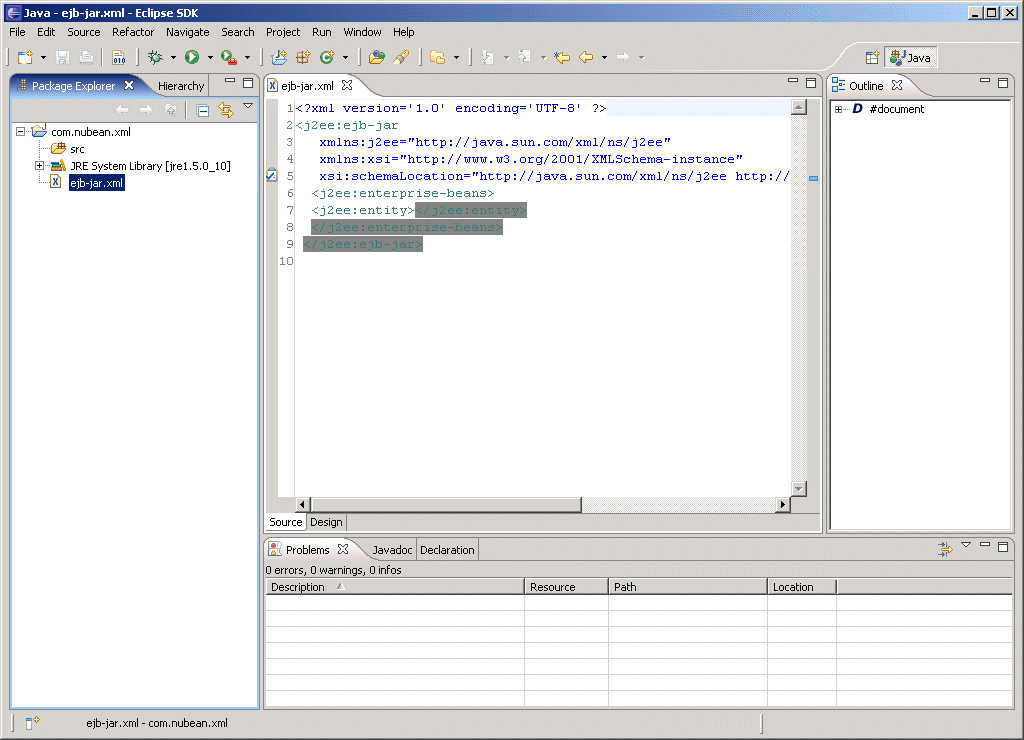 Java - ejb-jar.xml - Eclipse SDK
File Edit Source Refactor Navigate Search Project Run Window Help
010
Java
Package Explorer
Hierarchy
com.nubean.xml
src
JRE System Library [jre1.5.0_10]
ejb-jar.xml
ejb-jar.xml
1 <?xml version='1.0' encoding='UTF-8' ?>
2 <j2ee:ejb-jar
3 xmlns:j2ee="http://java.sun.com/xml/ns/j2ee"
4 xmlns:xsi="http://www.w3.org/2001/XMLSchema-instance"
5 xsi:schemaLocation="http://java.sun.com/xml/ns/j2ee http://
6 <j2ee:enterprise-beans>
7 <j2ee:entity></j2ee:entity>
8 </j2ee:enterprise-beans>
9 </j2ee:ejb-jar>
10
Source Design
Outline
D #document
Problems Javadoc Declaration
0 errors, 0 warnings, 0 infos
Description Resource Path Location
ejb-jar.xml - com.nubean.xml